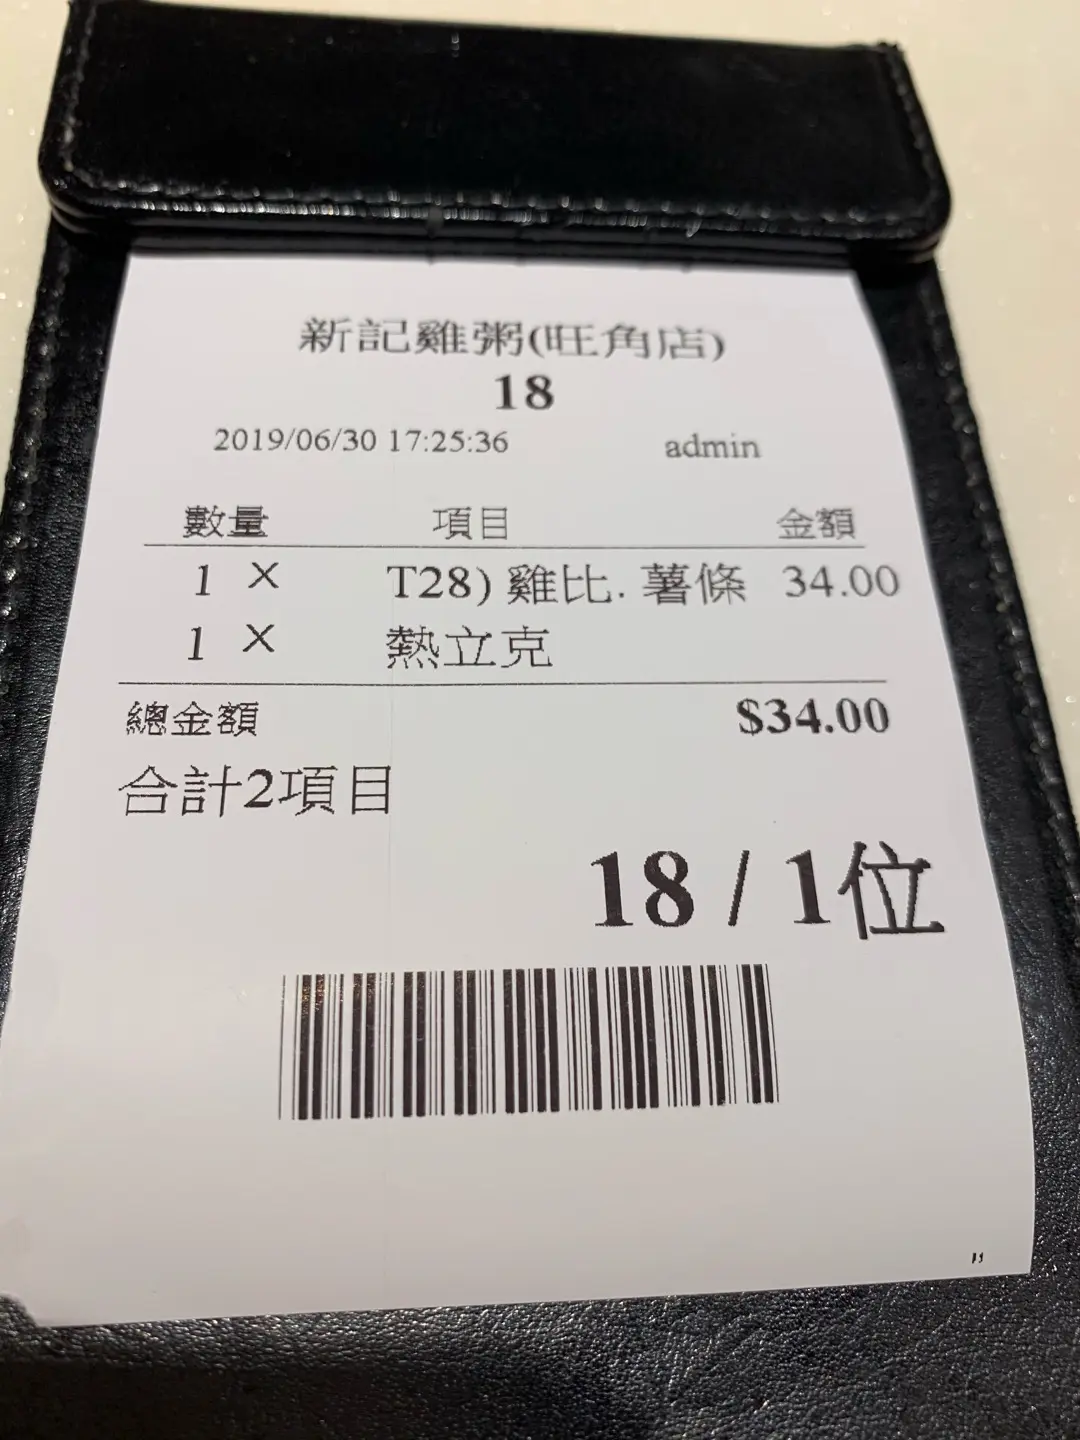 新記雞粥(旺角店)
18
2019/06/30 17:25:36 admin
數量 項目 金額
1 X T28) 雞比. 薯條 34.00
1 X 熱立克
總金額 $34.00
合計2項目
18 / 1位